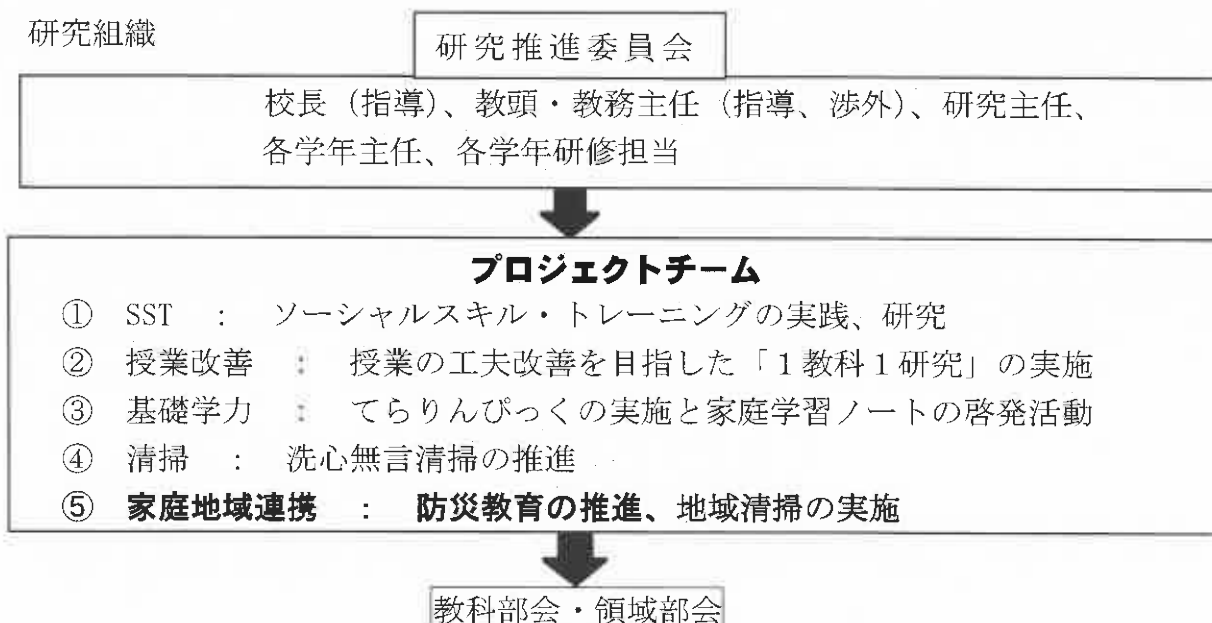 研究組織
研究推進委員会
校長（指導）、教頭・教務主任（指導、渉外）、研究主任、
各学年主任、各学年研修担当
プロジェクトチーム
① SST ： ソーシャルスキル・トレーニングの実践、研究
② 授業改善 ： 授業の工夫改善を目指した「１教科１研究」の実施
③ 基礎学力 ： てらりんぴっくの実施と家庭学習ノートの啓発活動
④ 清掃 ： 洗心無言清掃の推進
⑤ 家庭地域連携 ： 防災教育の推進、地域清掃の実施
教科部会・領域部会